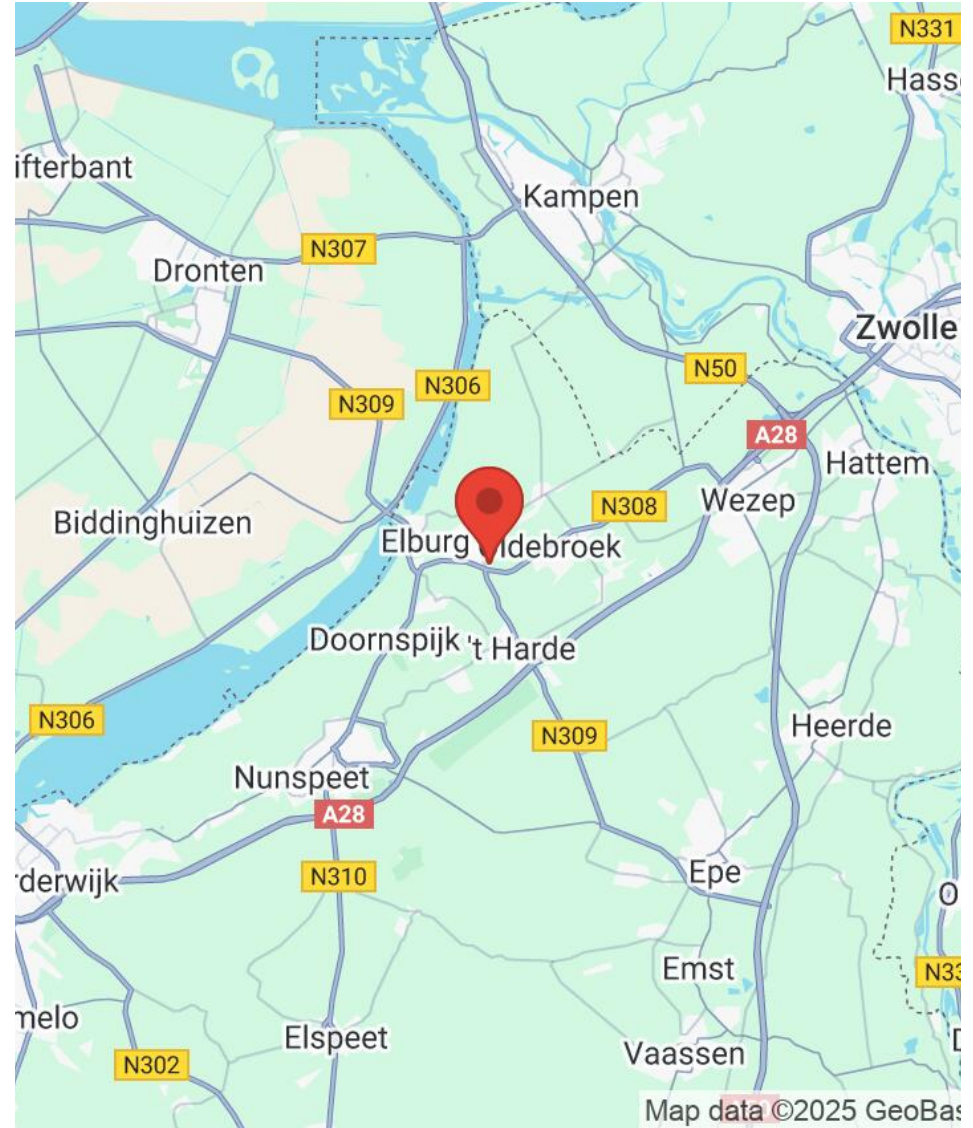 N331
Hass
ifterbant
Kampen
N307
Dronten
Zwolle
N50
N306
N309
A28
Hattem
Wezep
N308
Biddinghuizen
Elburg
ldebroek
Doornspijk
't Harde
N306
N309
Heerde
Nunspeet
A28
rderwijk
N310
Epe
O
Emst
N33
melo
Elspeet
Vaassen
N302
Map data ©2025 GeoBas